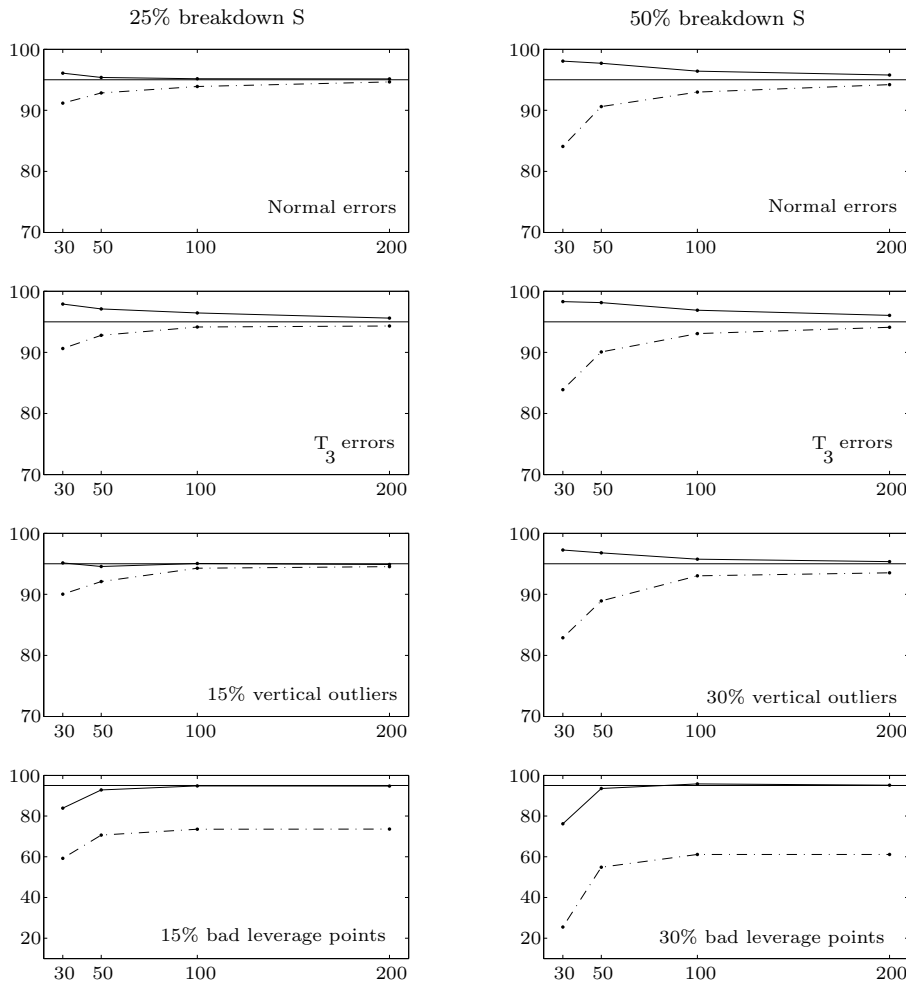 25% breakdown S
100
90
80
70
30 50 100 200
Normal errors
50% breakdown S
100
90
80
70
30 50 100 200
Normal errors
100
90
80
70
30 50 100 200
T3 errors
100
90
80
70
30 50 100 200
T3 errors
100
90
80
70
30 50 100 200
15% vertical outliers
100
90
80
70
30 50 100 200
30% vertical outliers
100
80
60
40
20
30 50 100 200
15% bad leverage points
100
80
60
40
20
30 50 100 200
30% bad leverage points